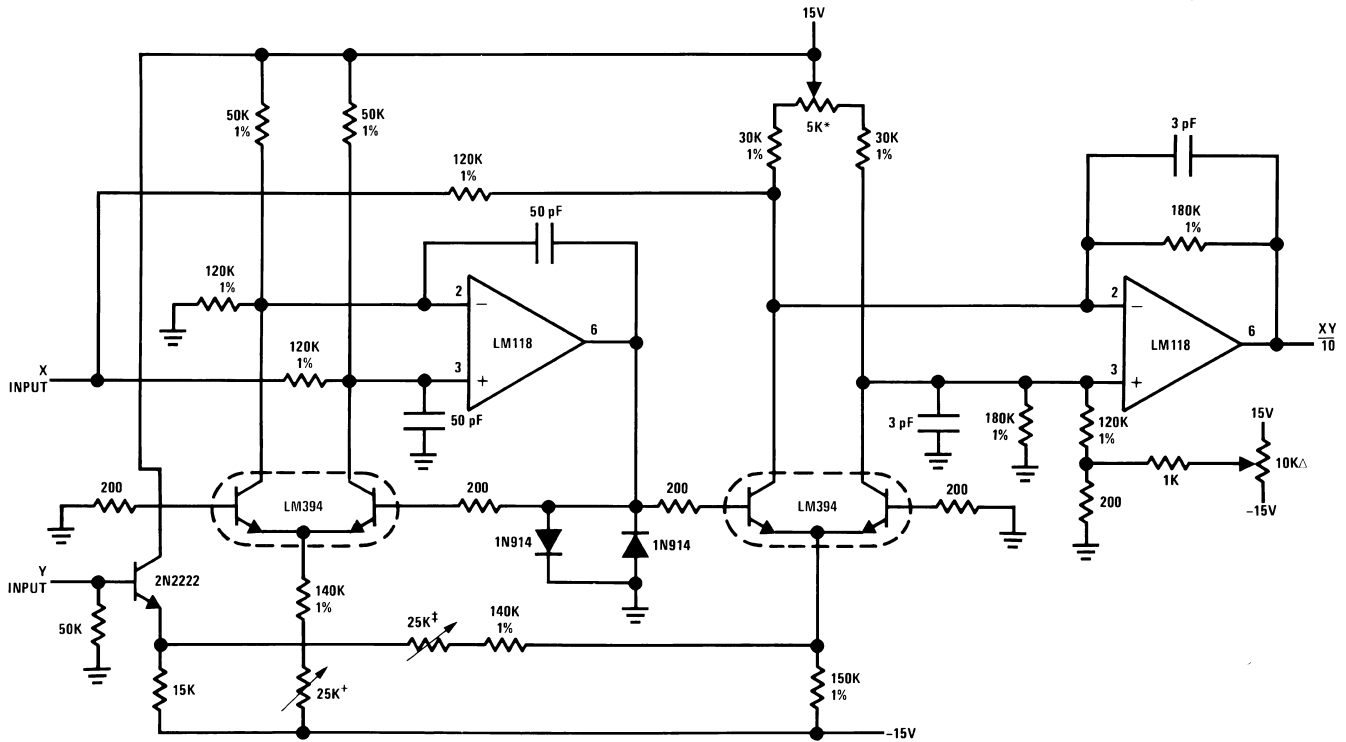 15V
50K
1%
50K
1%
5K*
30K
1%
30K
1%
3 pF
120K
1%
180K
1%
50 pF
120K
1%
2
−
LM118
6
3
+
120K
1%
X
INPUT
50 pF
2
−
LM118
6
3
+
XY
10
3 pF
180K
1%
120K
1%
15V
10K△
1K
−15V
200
200
LM394
200
200
LM394
200
1N914
1N914
Y
INPUT
2N2222
50K
140K
1%
25K‡
140K
1%
15K
25K†
150K
1%
−15V